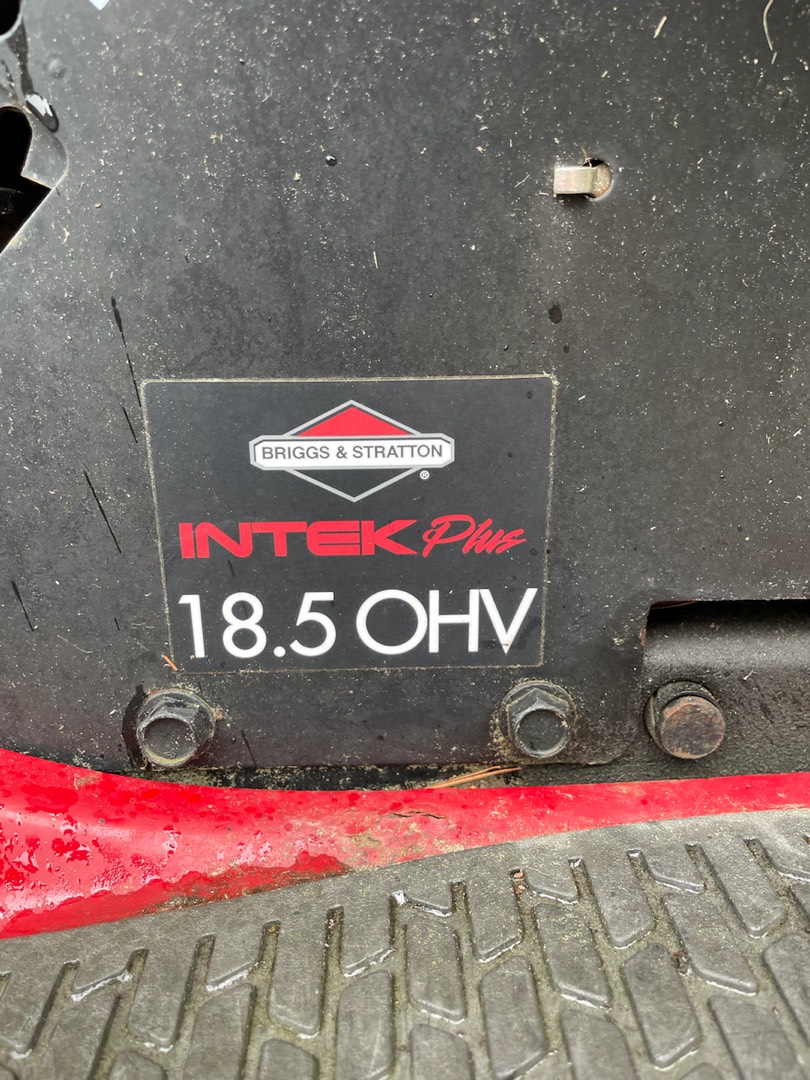 BRIGGS & STRATTON
®
INTEK Plus
18.5 OHV